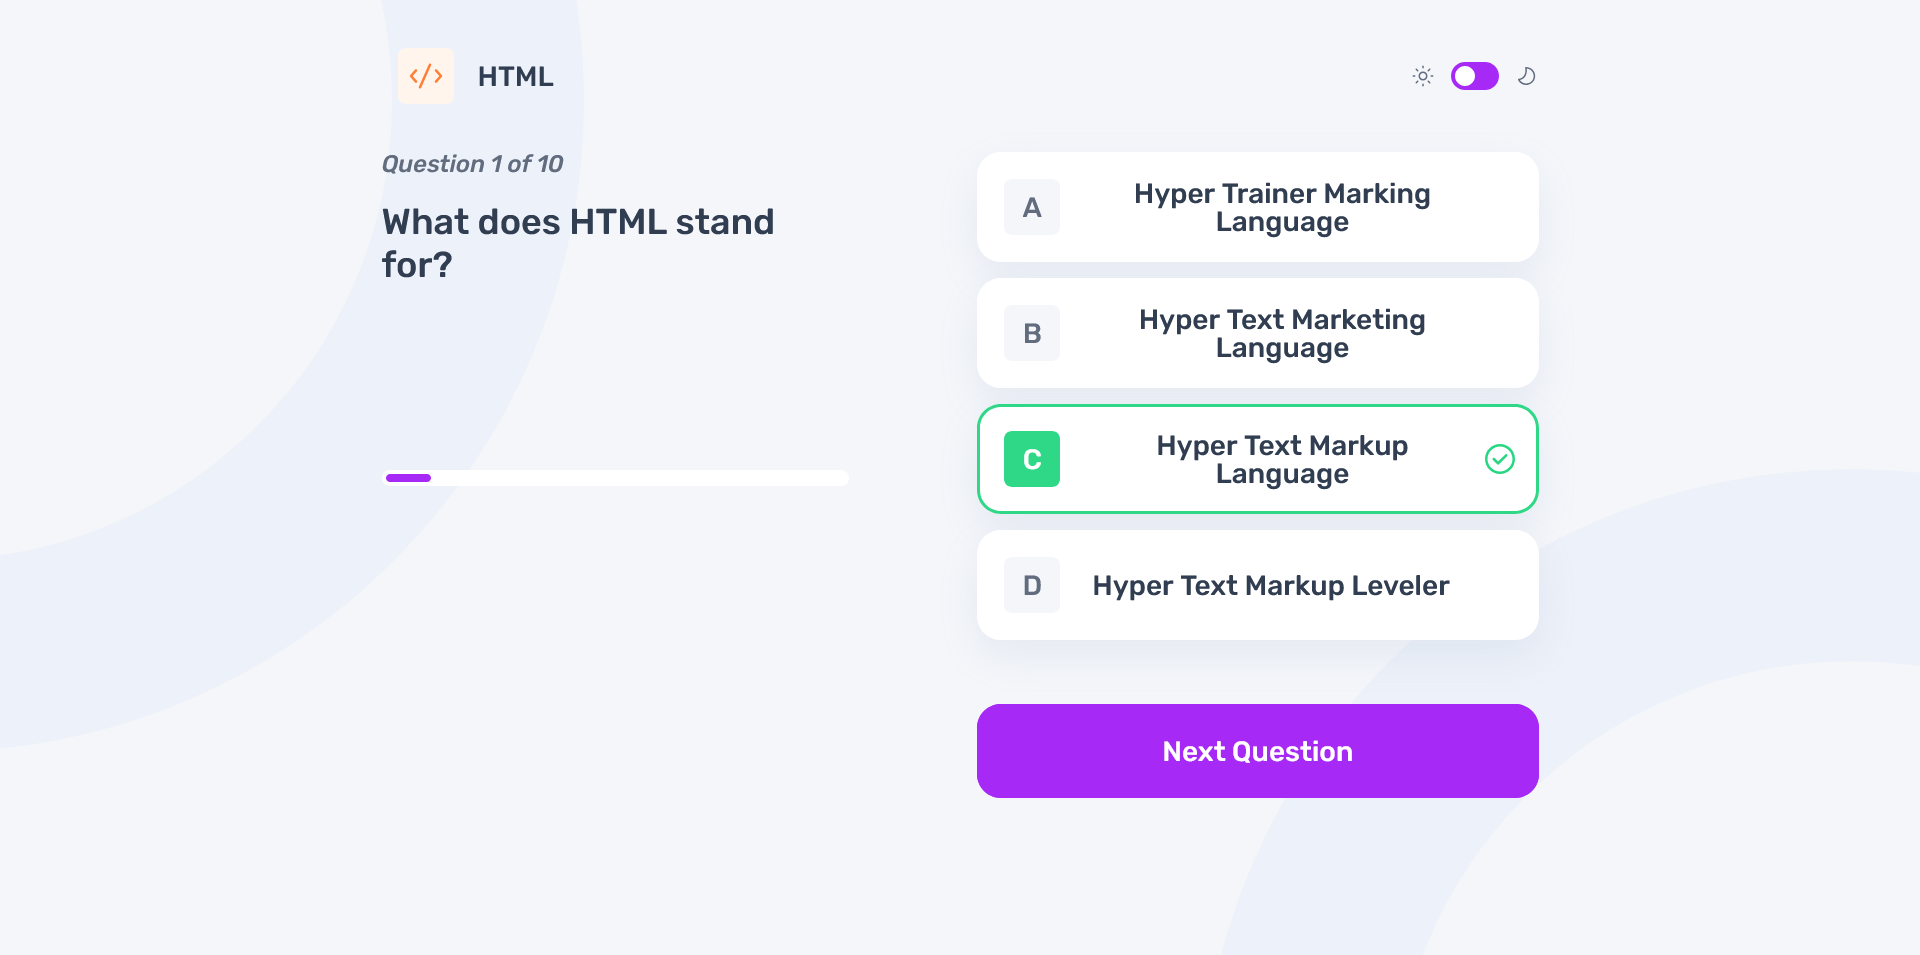 HTML
Question 1 of 10
What does HTML stand
for?
A
Hyper Trainer Marking
Language
B
Hyper Text Marketing
Language
C
Hyper Text Markup
Language
D
Hyper Text Markup Leveler
Next Question